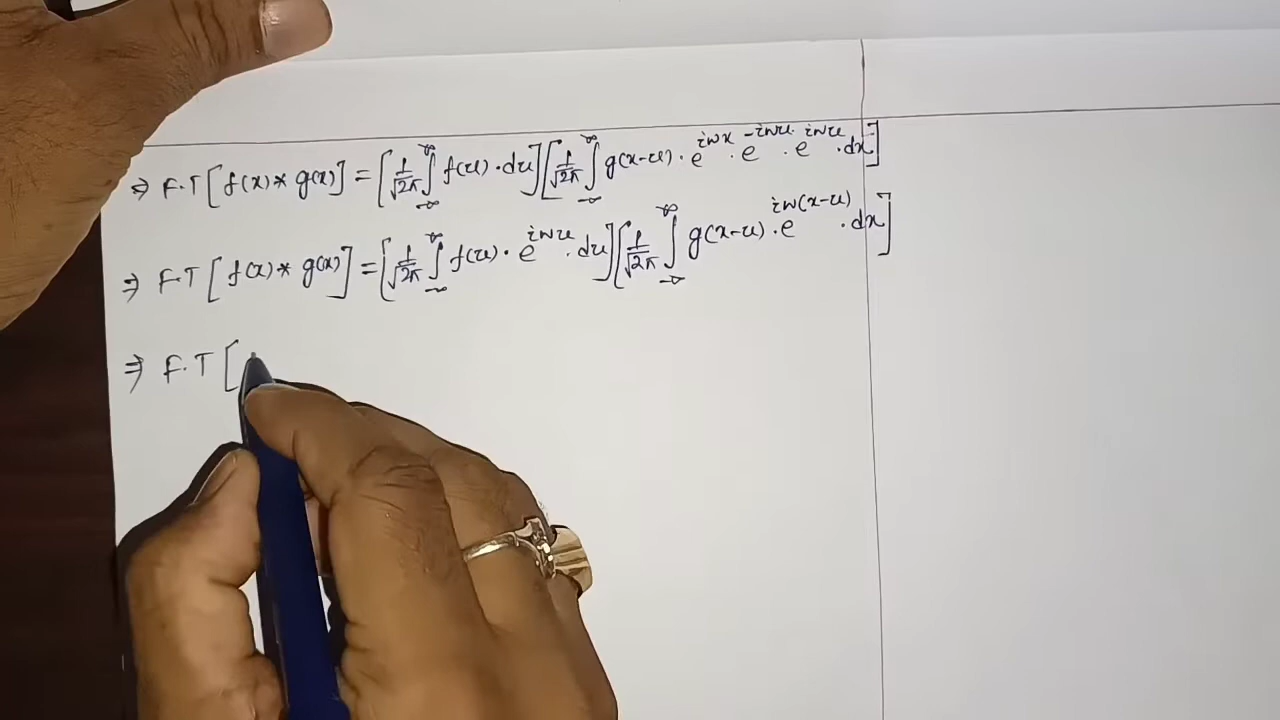 ⇒ F.T [f(x) * g(x)] = [1/√2π ∫_{-∞}^{∞} f(u) · du] [1/√2π ∫_{-∞}^{∞} g(x-u) · e^{iwx} · e^{-iwu} · e^{iwu} · dx]
⇒ F.T [f(x) * g(x)] = [1/√2π ∫_{-∞}^{∞} f(u) · e^{iwu} · du] [1/√2π ∫_{-∞}^{∞} g(x-u) · e^{iw(x-u)} · dx]
⇒ F.T [